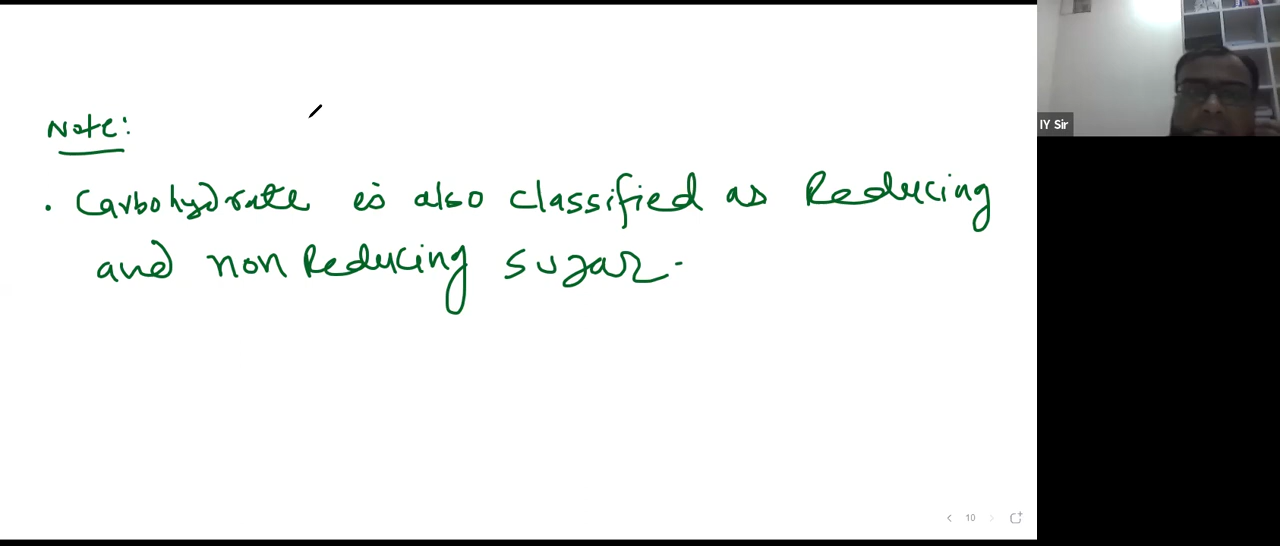 Note:
. Carbohydrate is also classified as Reducing
and non Reducing sugar.
IY Sir
10